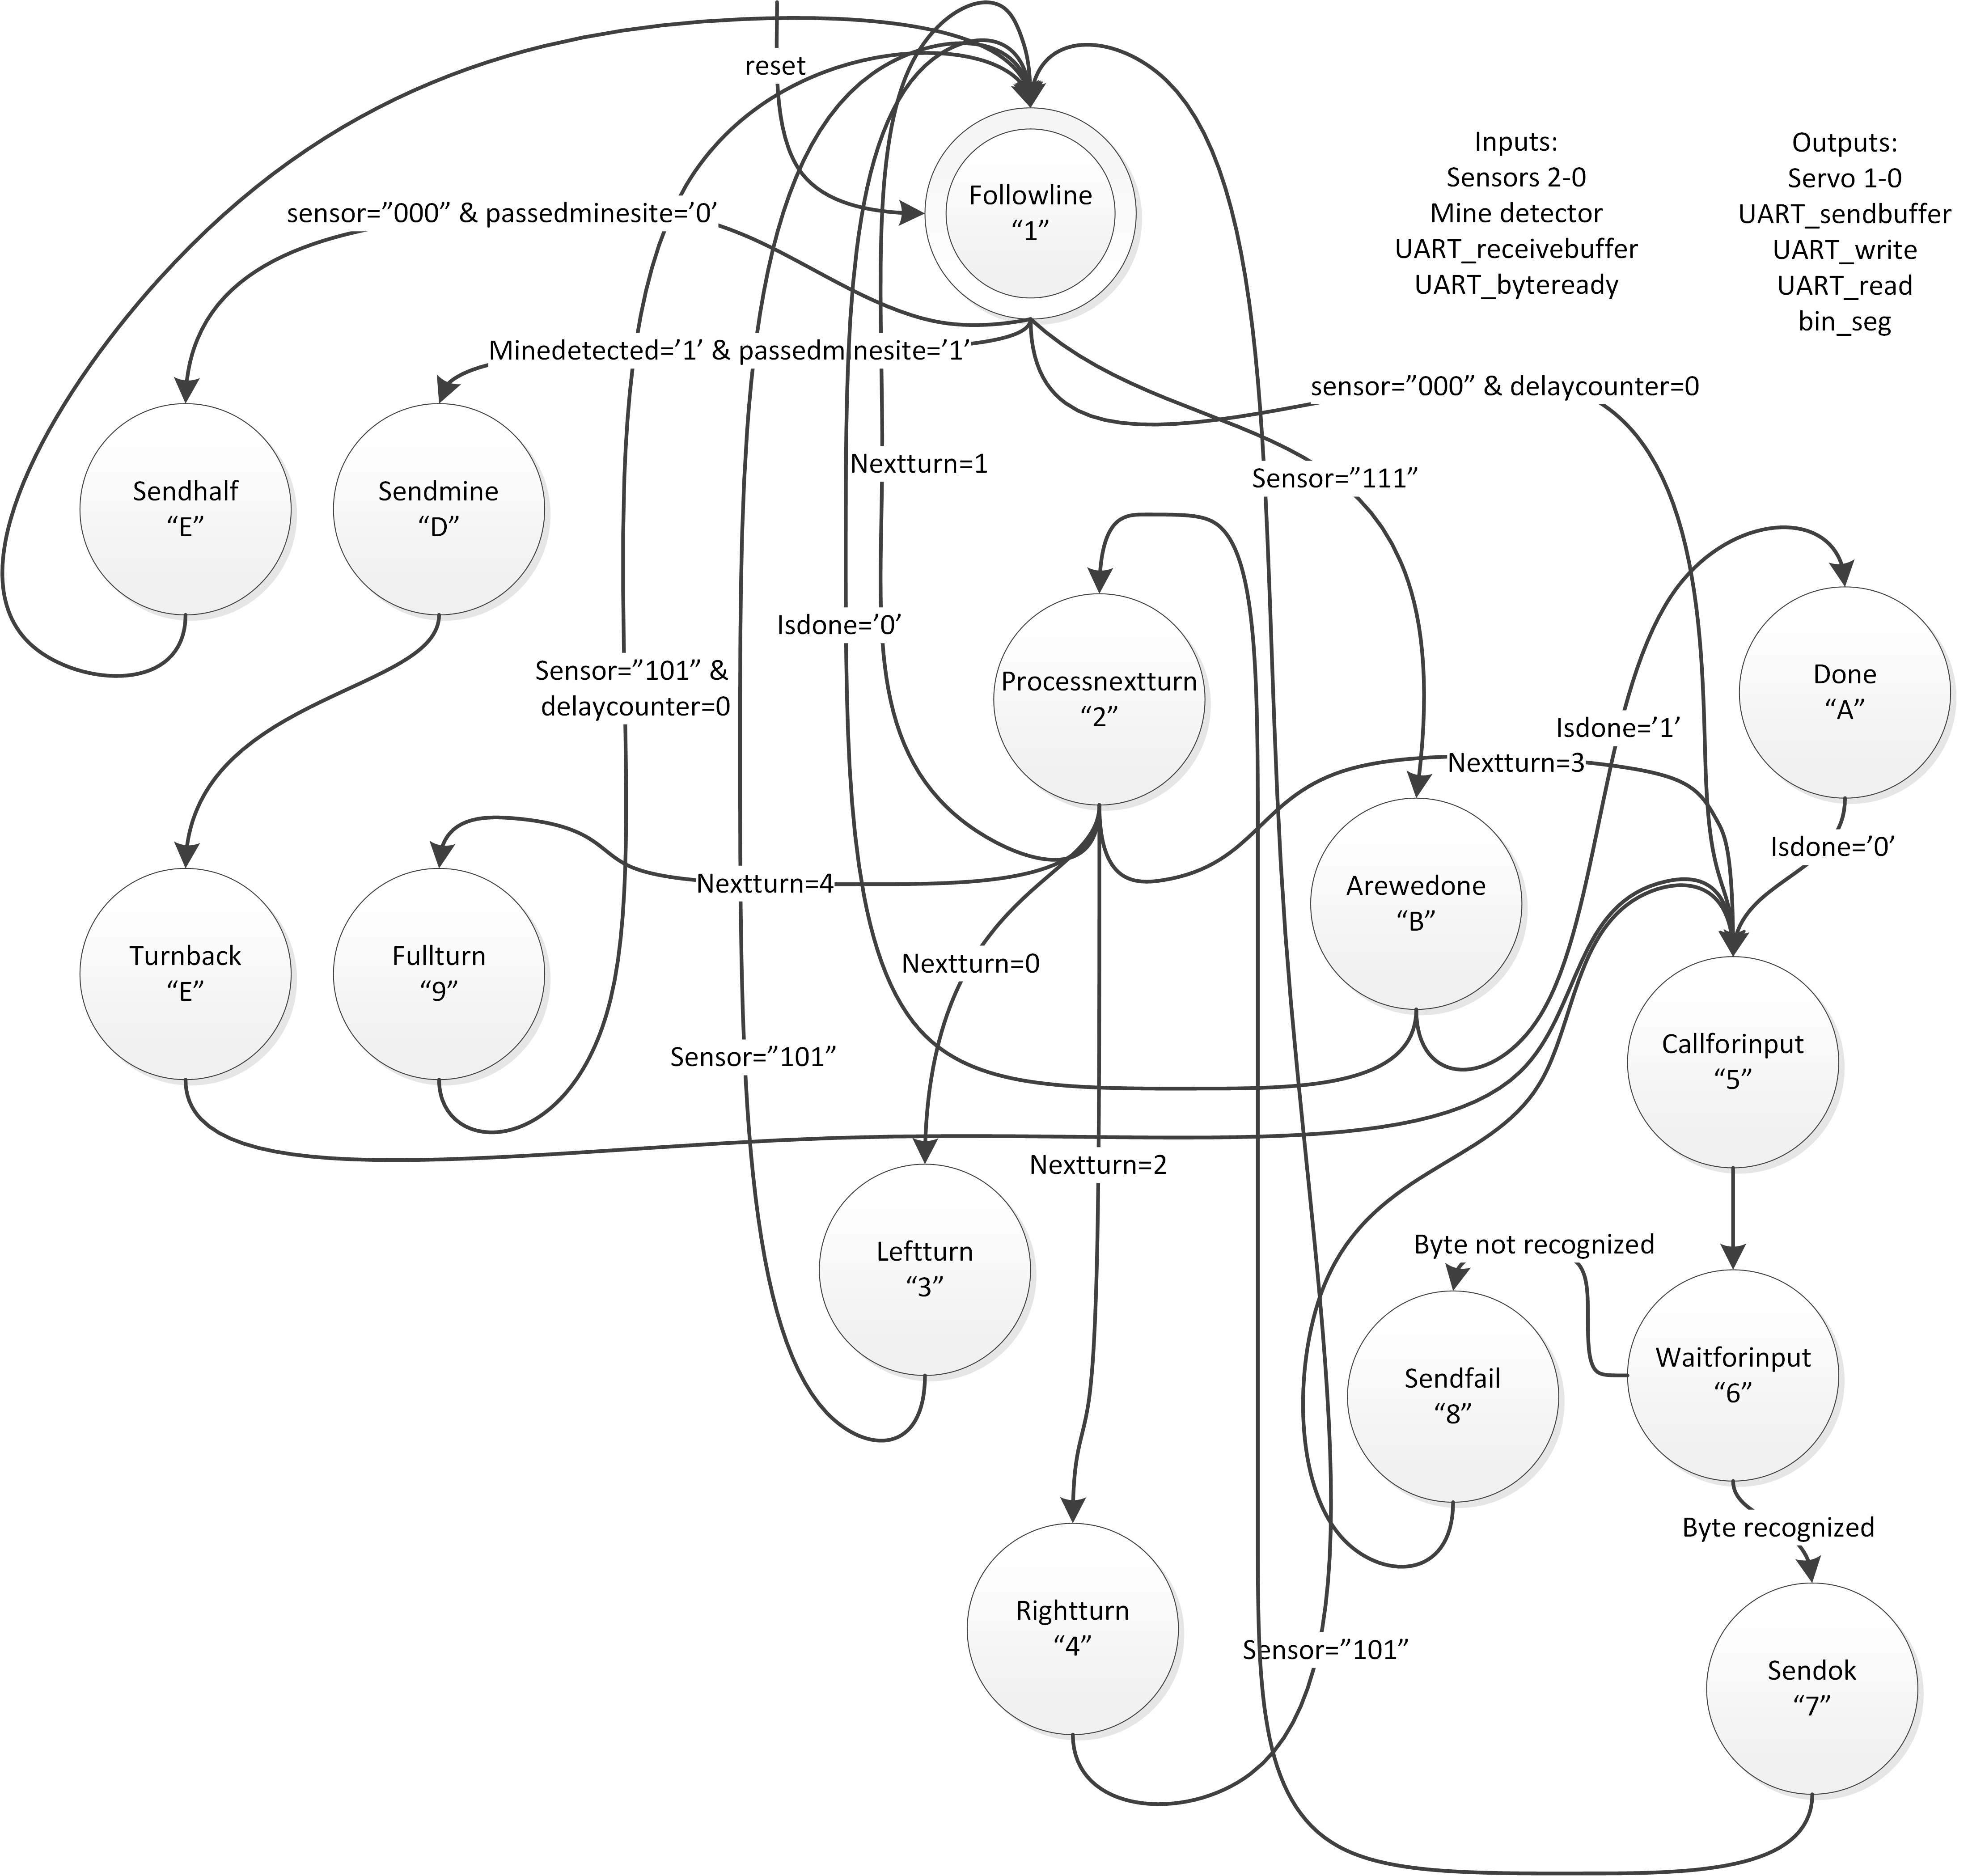 reset
Followline
“1”
Inputs:
Sensors 2-0
Mine detector
UART_receivebuffer
UART_byteready
Outputs:
Servo 1-0
UART_sendbuffer
UART_write
UART_read
bin_seg
sensor=”000” & passedminesite=’0’
Minedetected=’1’ & passedminesite=’1’
sensor=”000” & delaycounter=0
Nextturn=1
Sensor=”111”
Sendhalf
“E”
Sendmine
“D”
Isdone=’0’
Sensor=”101” &
delaycounter=0
Processnextturn
“2”
Done
“A”
Isdone=’1’
Nextturn=3
Isdone=’0’
Nextturn=4
Arewedone
“B”
Turnback
“E”
Fullturn
“9”
Nextturn=0
Sensor=”101”
Callforinput
“5”
Nextturn=2
Leftturn
“3”
Byte not recognized
Waitforinput
“6”
Sendfail
“8”
Byte recognized
Rightturn
“4”
Sensor=”101”
Sendok
“7”